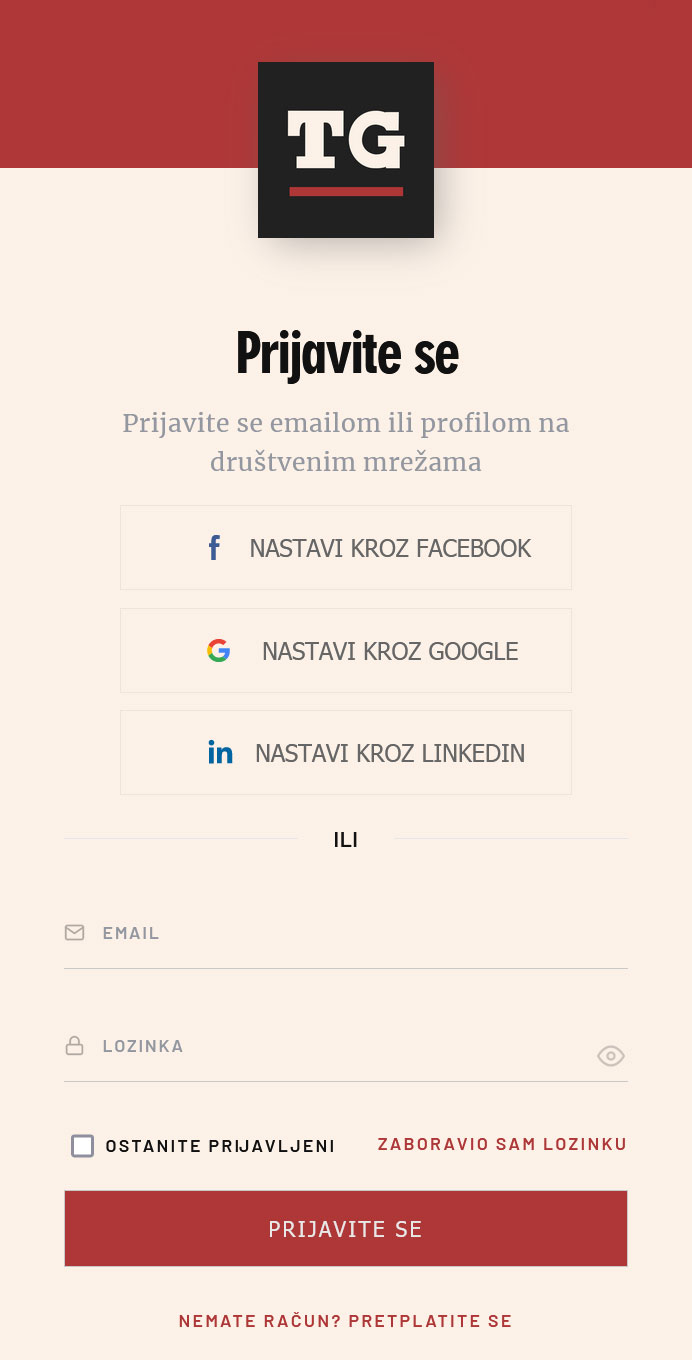 TG
Prijavite se
Prijavite se emailom ili profilom na
društvenim mrežama
NASTAVI KROZ FACEBOOK
NASTAVI KROZ GOOGLE
NASTAVI KROZ LINKEDIN
ILI
EMAIL
LOZINKA
OSTANITE PRIJAVLJENI ZABORAVIO SAM LOZINKU
PRIJAVITE SE
NEMATE RAČUN? PRETPLATITE SE